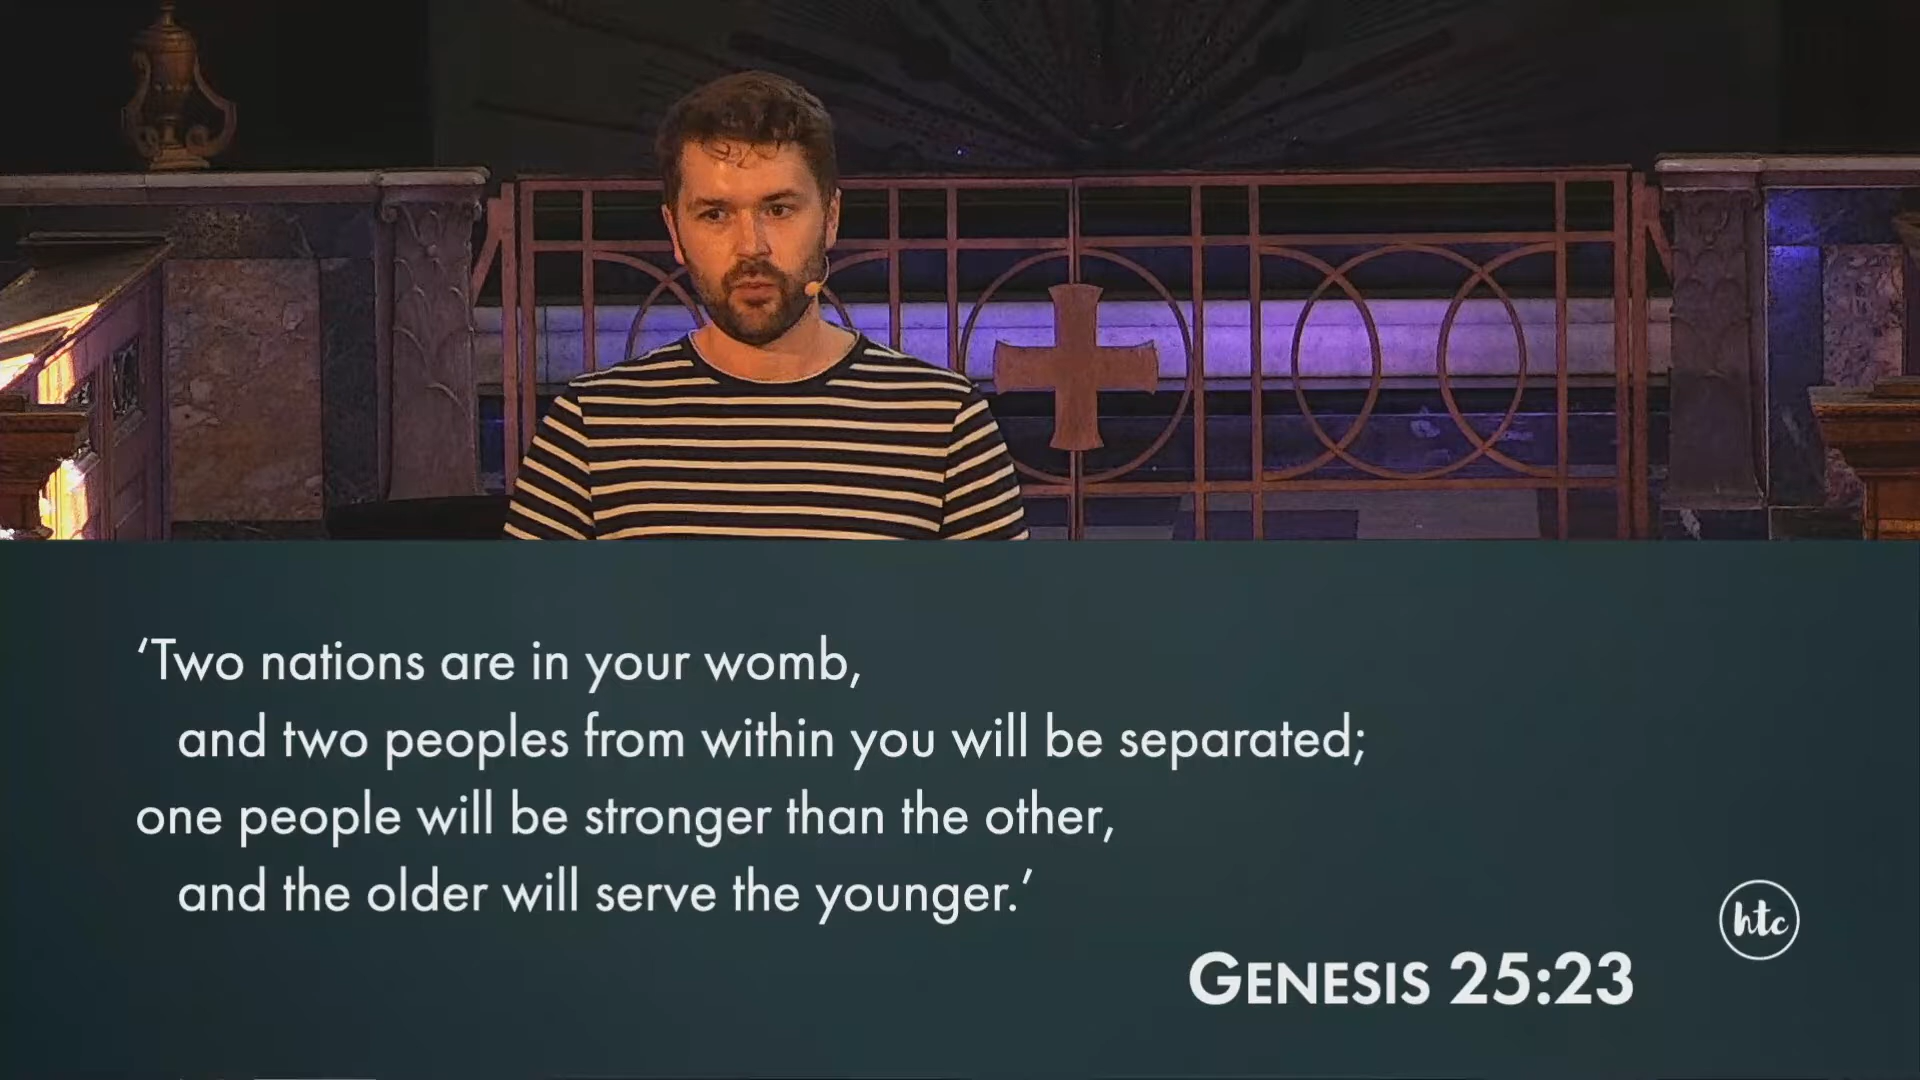 ‘Two nations are in your womb,
and two peoples from within you will be separated;
one people will be stronger than the other,
and the older will serve the younger.’
htc
GENESIS 25:23